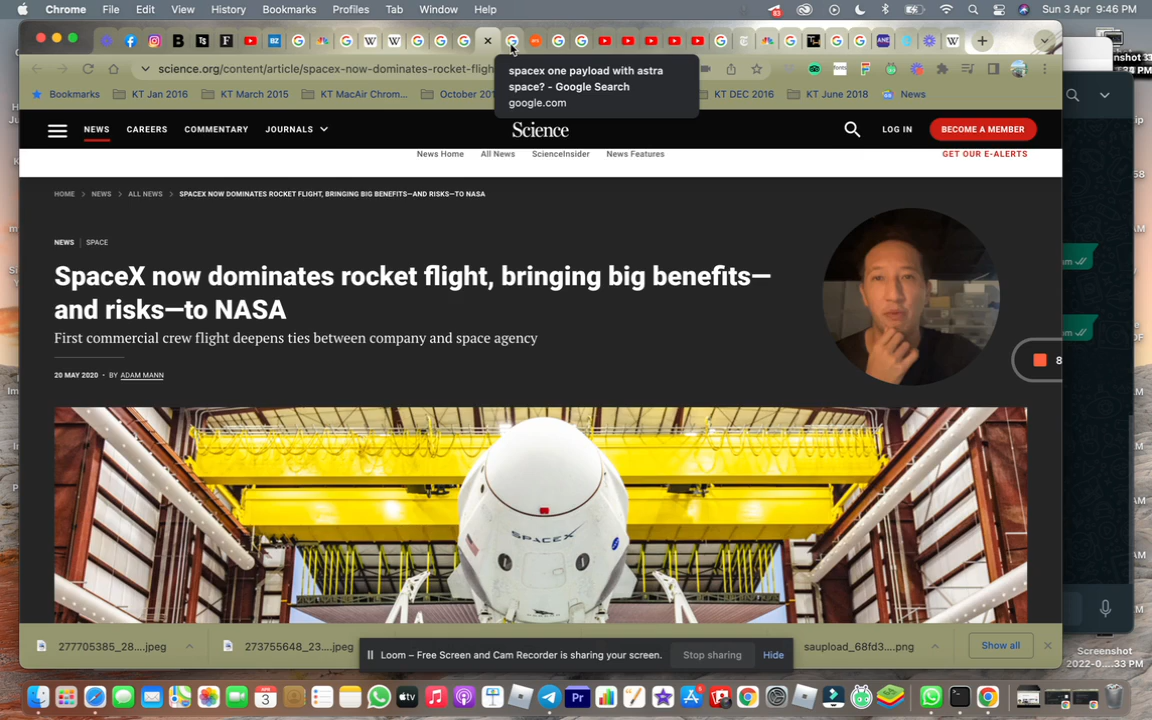 Chrome File Edit View History Bookmarks Profiles Tab Window Help
83
Sun 3 Apr 9:46 PM
science.org/content/article/spacex-now-dominates-rocket-fligh
spacex one payload with astra
space? - Google Search
google.com
Bookmarks KT Jan 2016 KT March 2015 KT MacAir Chrom... October 201 KT DEC 2016 KT June 2018 News
NEWS CAREERS COMMENTARY JOURNALS Science LOG IN BECOME A MEMBER
News Home All News ScienceInsider News Features GET OUR E-ALERTS
HOME > NEWS > ALL NEWS > SPACEX NOW DOMINATES ROCKET FLIGHT, BRINGING BIG BENEFITS—AND RISKS—TO NASA
NEWS | SPACE
SpaceX now dominates rocket flight, bringing big benefits—
and risks—to NASA
First commercial crew flight deepens ties between company and space agency
20 MAY 2020 • BY ADAM MANN
SPACEX
8
277705385_28....jpeg 273755648_23....jpeg saupload_68fd3....png Show all
Loom – Free Screen and Cam Recorder is sharing your screen. Stop sharing Hide
Screenshot
2022-0....33 PM